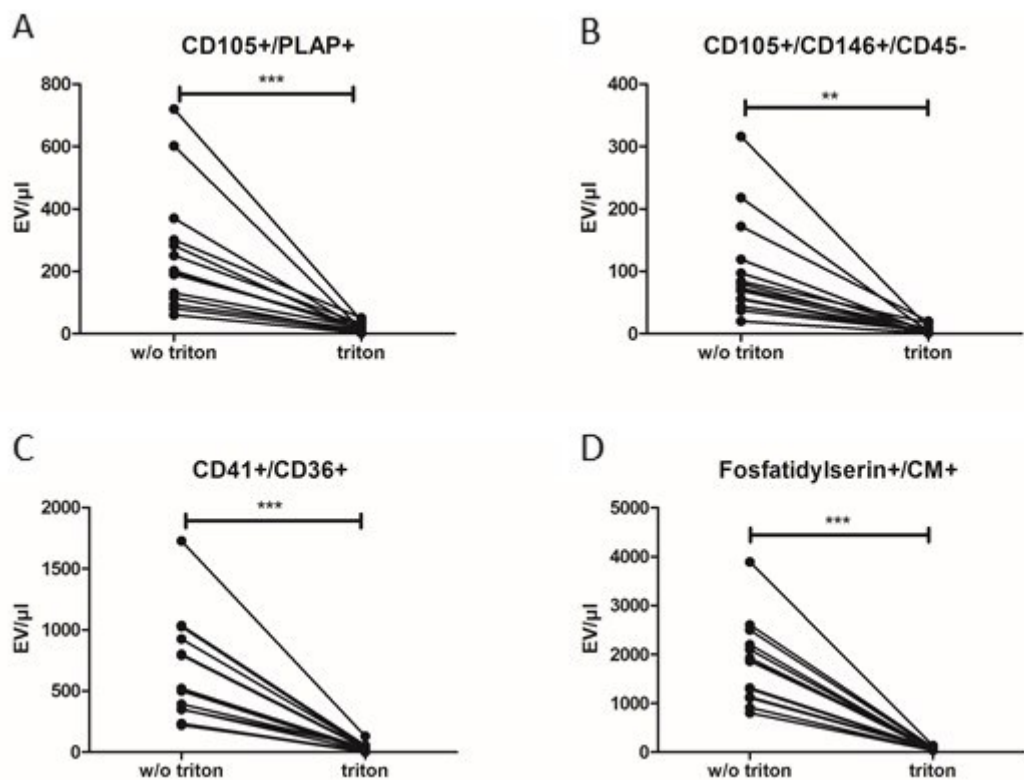 A
CD105+/PLAP+
***
800
600
400
200
0
EV/µl
w/o triton
triton
B
CD105+/CD146+/CD45-
**
400
300
200
100
0
EV/µl
w/o triton
triton
C
CD41+/CD36+
***
2000
1500
1000
500
0
EV/µl
w/o triton
triton
D
Fosfatidylserin+/CM+
***
5000
4000
3000
2000
1000
0
EV/µl
w/o triton
triton